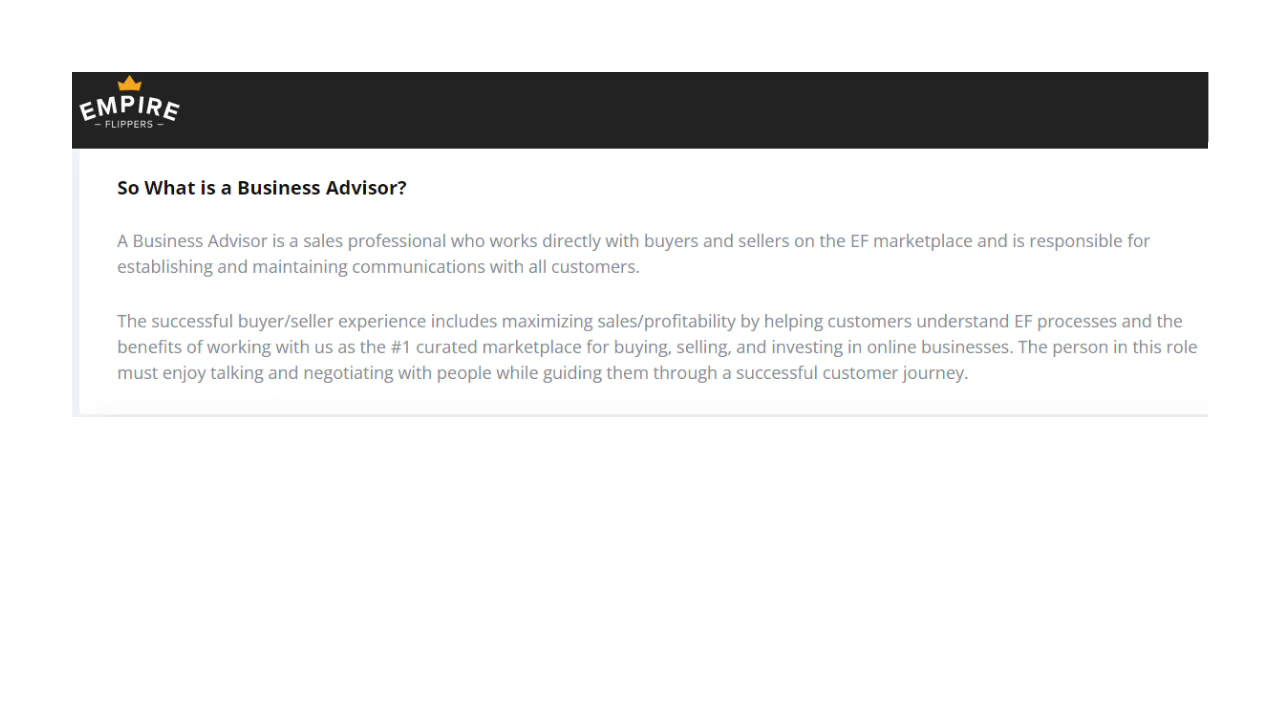 EMPIRE
– FLIPPERS –
So What is a Business Advisor?
A Business Advisor is a sales professional who works directly with buyers and sellers on the EF marketplace and is responsible for
establishing and maintaining communications with all customers.
The successful buyer/seller experience includes maximizing sales/profitability by helping customers understand EF processes and the
benefits of working with us as the #1 curated marketplace for buying, selling, and investing in online businesses. The person in this role
must enjoy talking and negotiating with people while guiding them through a successful customer journey.